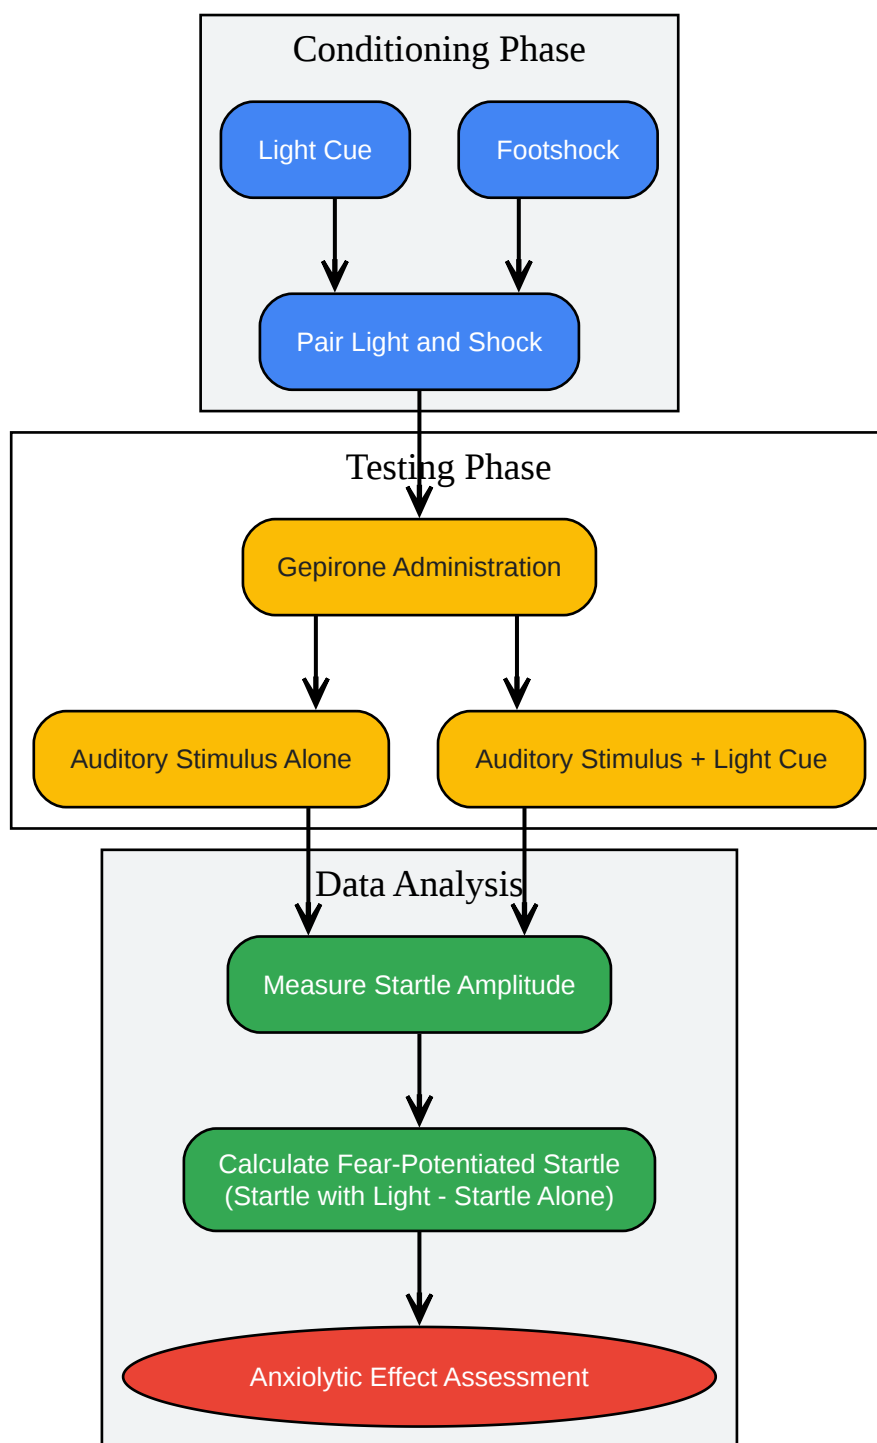 Conditioning Phase
Light Cue
Footshock
Pair Light and Shock
Testing Phase
Gepirone Administration
Auditory Stimulus Alone
Auditory Stimulus + Light Cue
Data Analysis
Measure Startle Amplitude
Calculate Fear-Potentiated Startle
(Startle with Light - Startle Alone)
Anxiolytic Effect Assessment